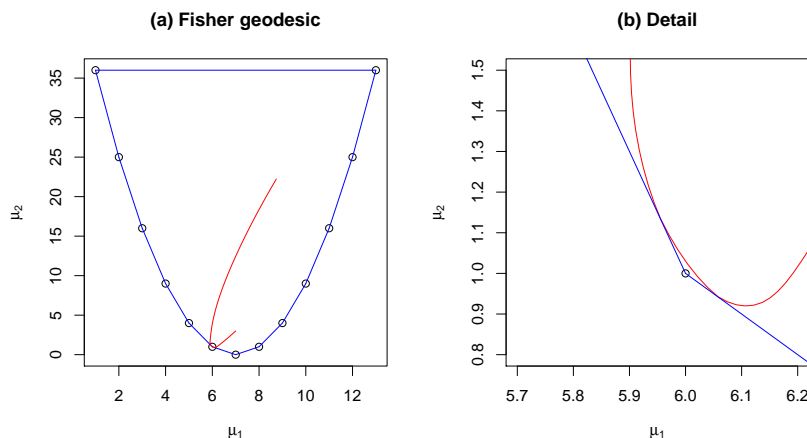 (a) Fisher geodesic
35
30
25
20
15
10
5
0
μ2
2 4 6 8 10 12
μ1
(b) Detail
1.5
1.4
1.3
1.2
1.1
1.0
0.9
0.8
μ2
5.7 5.8 5.9 6.0 6.1 6.2
μ1